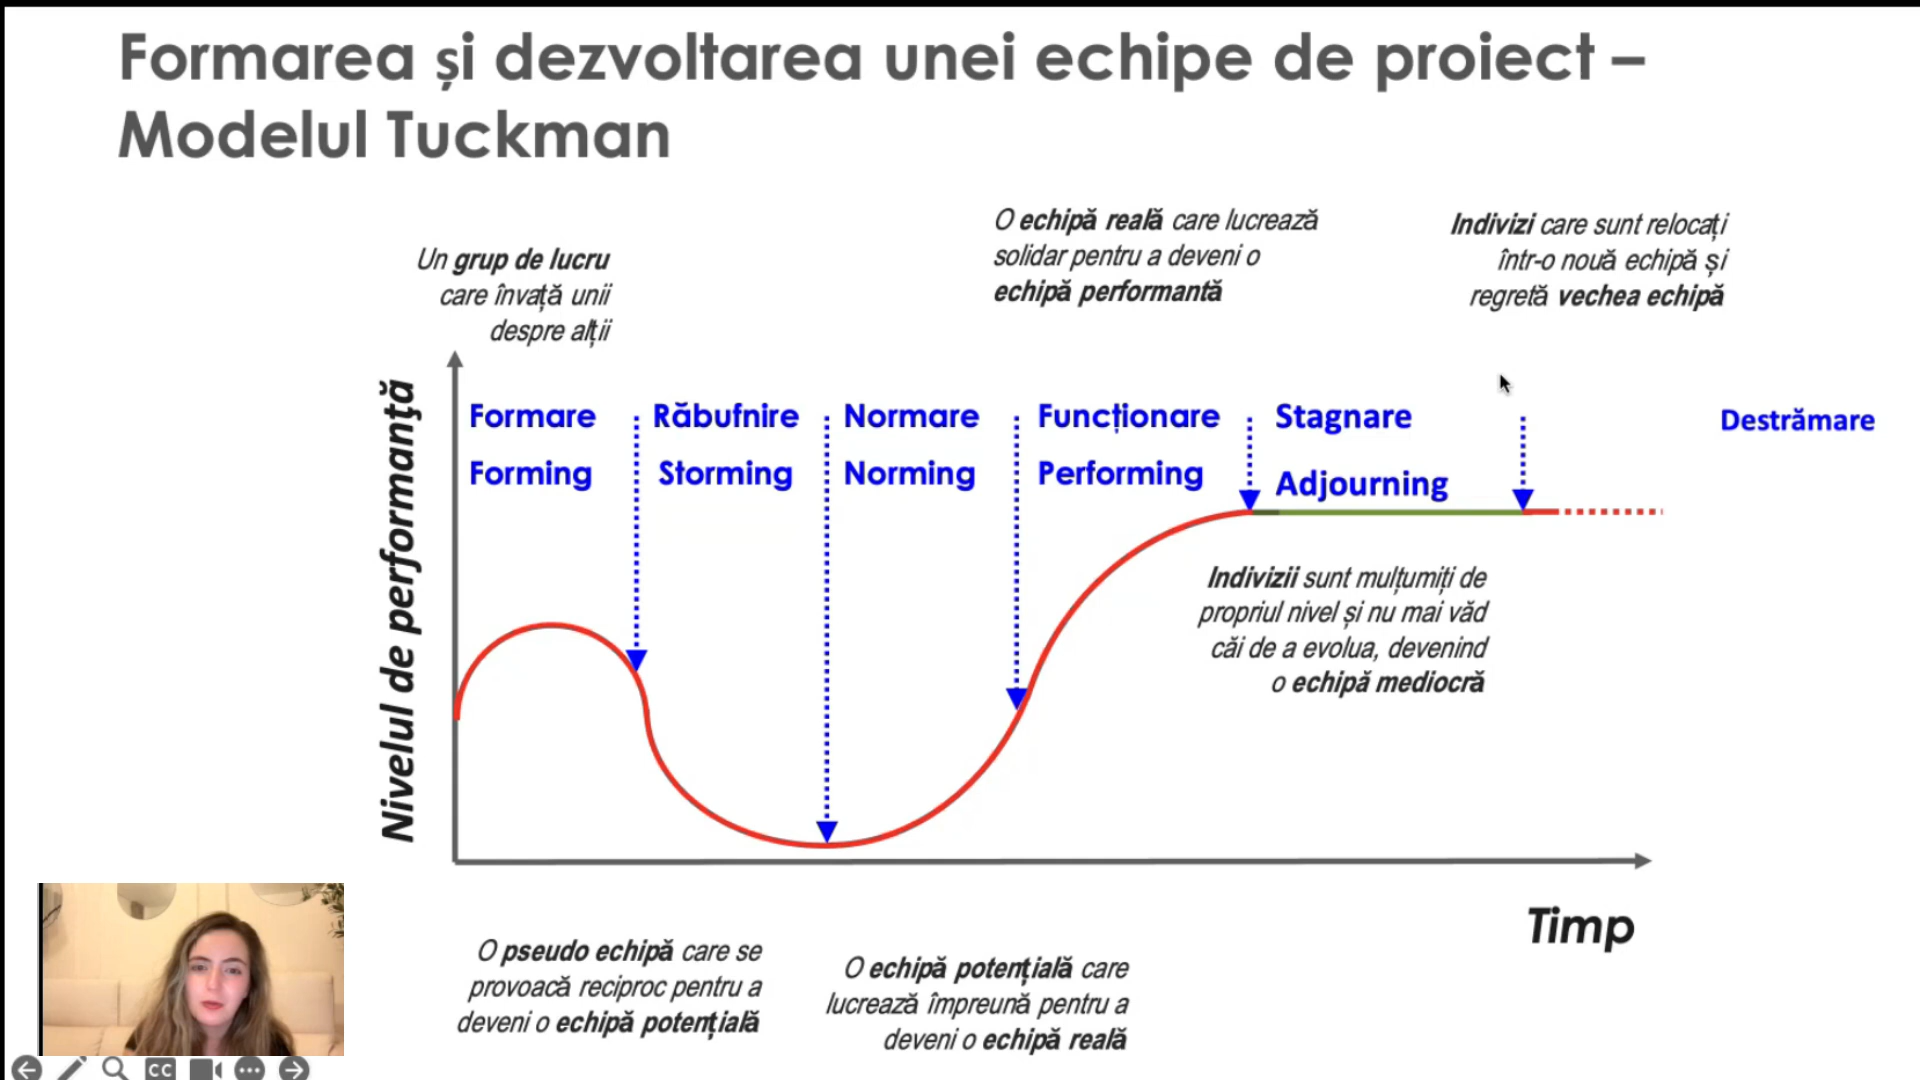 Formarea și dezvoltarea unei echipe de proiect –
Modelul Tuckman
Un grup de lucru
care învață unii
despre alții
O echipă reală care lucrează
solidar pentru a deveni o
echipă performantă
Indivizi care sunt relocați
într-o nouă echipă și
regretă vechea echipă
Nivelul de performanță
Formare
Forming
Răbufnire
Storming
Normare
Norming
Funcționare
Performing
Stagnare
Adjourning
Destrămare
Indivizii sunt mulțumiți de
propriul nivel și nu mai văd
căi de a evolua, devenind
o echipă mediocră
Timp
O pseudo echipă care se
provoacă reciproc pentru a
deveni o echipă potențială
O echipă potențială care
lucrează împreună pentru a
deveni o echipă reală
CC